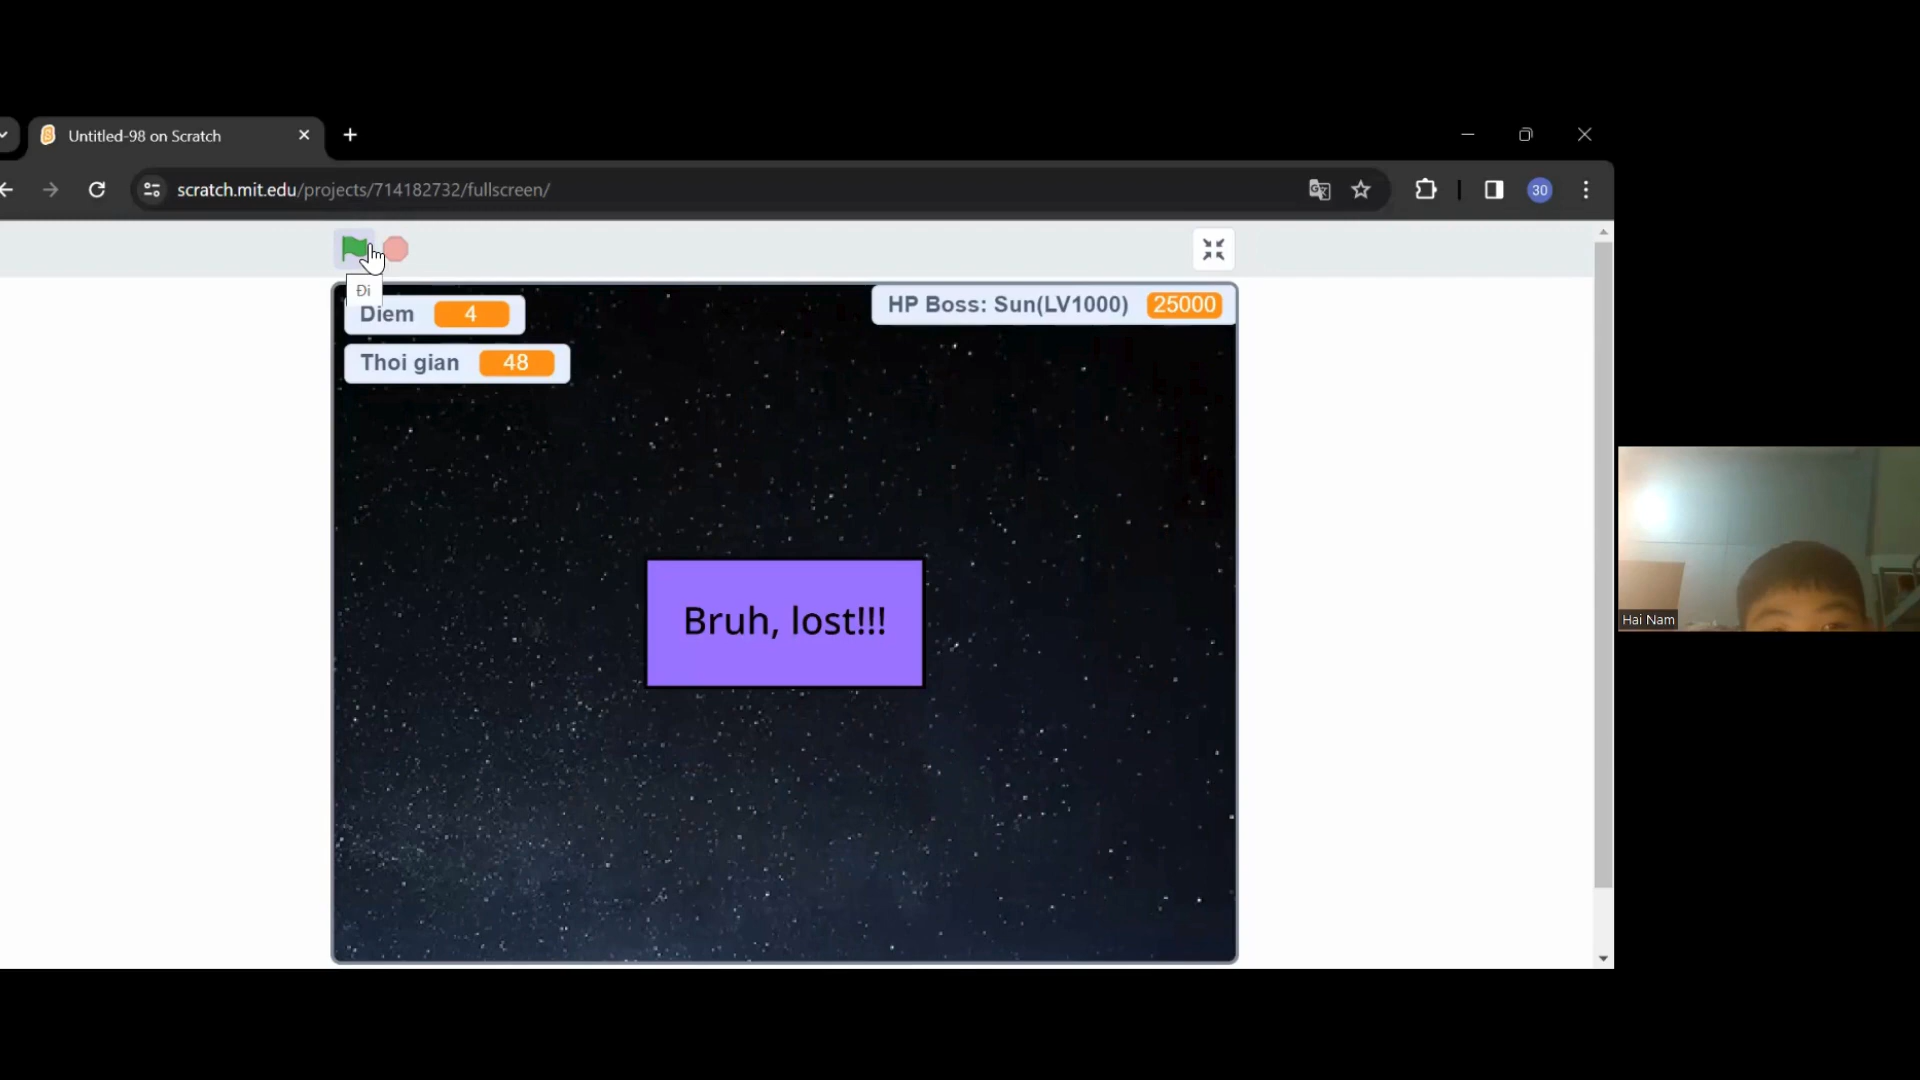 Untitled-98 on Scratch
scratch.mit.edu/projects/714182732/fullscreen/
30
Đi
Diem 4
HP Boss: Sun(LV1000) 25000
Thoi gian 48
Bruh, lost!!!
Hai Nam